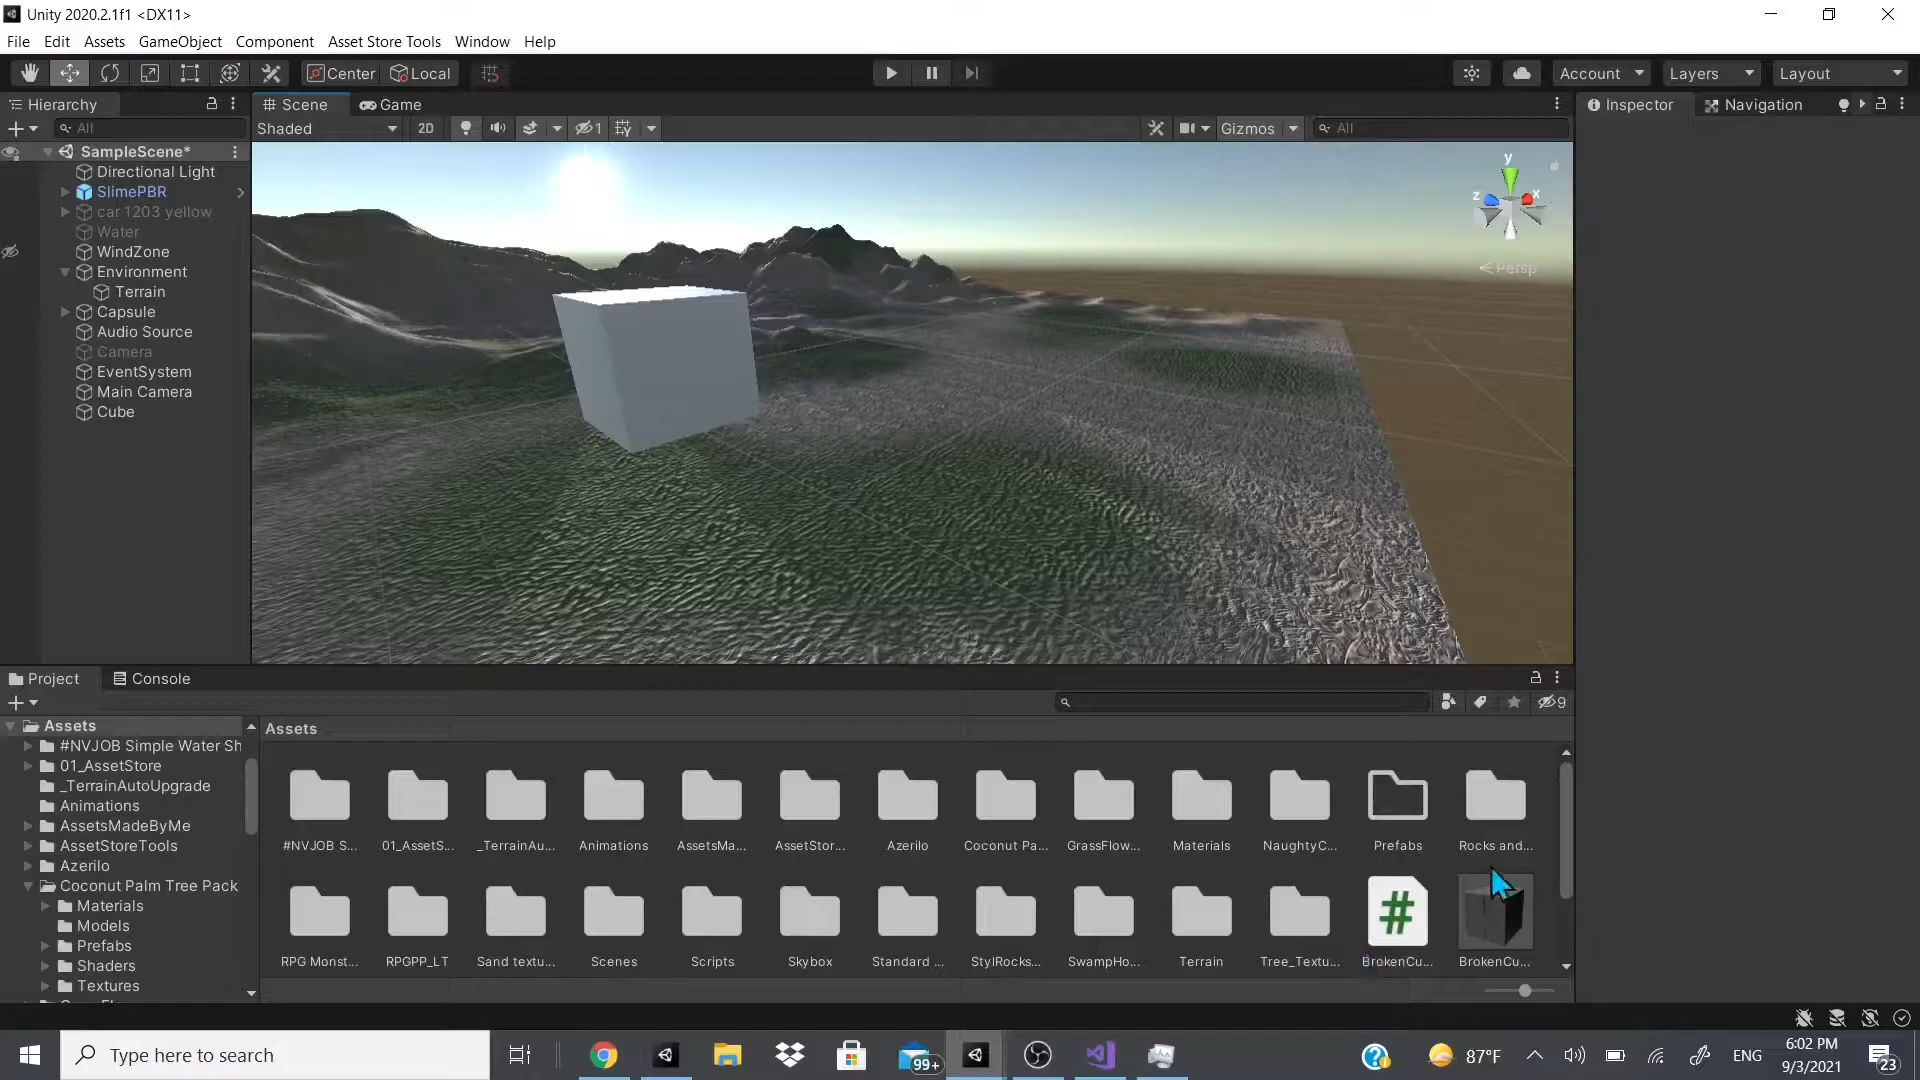 Unity 2020.2.1f1 <DX11>
File Edit Assets GameObject Component Asset Store Tools Window Help
Center Local Account Layers Layout
Hierarchy Scene Game Inspector Navigation
All Shaded 2D 1 Gizmos All
SampleScene*
Directional Light
SlimePBR
car 1203 yellow
Water
WindZone
Environment
Terrain
Capsule
Audio Source
Camera
EventSystem
Main Camera
Cube
y
z x
Persp
Project Console
9
Assets
#NVJOB Simple Water Sh
01_AssetStore
_TerrainAutoUpgrade
Animations
AssetsMadeByMe
AssetStoreTools
Azerilo
Coconut Palm Tree Pack
Materials
Models
Prefabs
Shaders
Textures
Assets
#NVJOB S... 01_AssetS... _TerrainAu... Animations AssetsMa... AssetStor... Azerilo Coconut Pa... GrassFlow... Materials NaughtyC... Prefabs Rocks and...
#
RPG Monst... RPGPP_LT Sand textu... Scenes Scripts Skybox Standard ... StylRocks... SwampHo... Terrain Tree_Textu... BrokenCu... BrokenCu...
Type here to search
99+
87°F
ENG
6:02 PM
9/3/2021
23